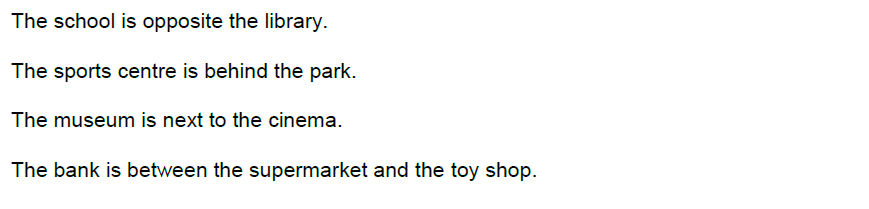 The school is opposite the library.
The sports centre is behind the park.
The museum is next to the cinema.
The bank is between the supermarket and the toy shop.